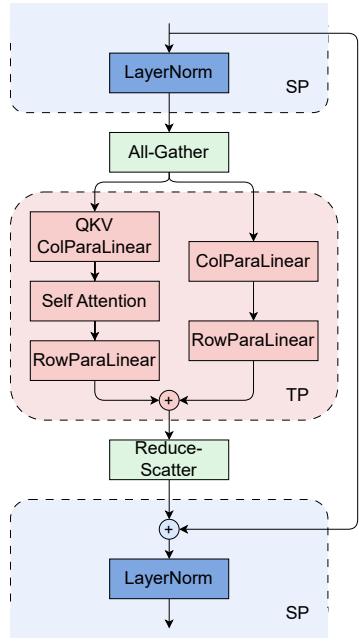 LayerNorm
SP
All-Gather
QKV
ColParaLinear
Self Attention
RowParaLinear
ColParaLinear
RowParaLinear
+
TP
Reduce-
Scatter
+
LayerNorm
SP